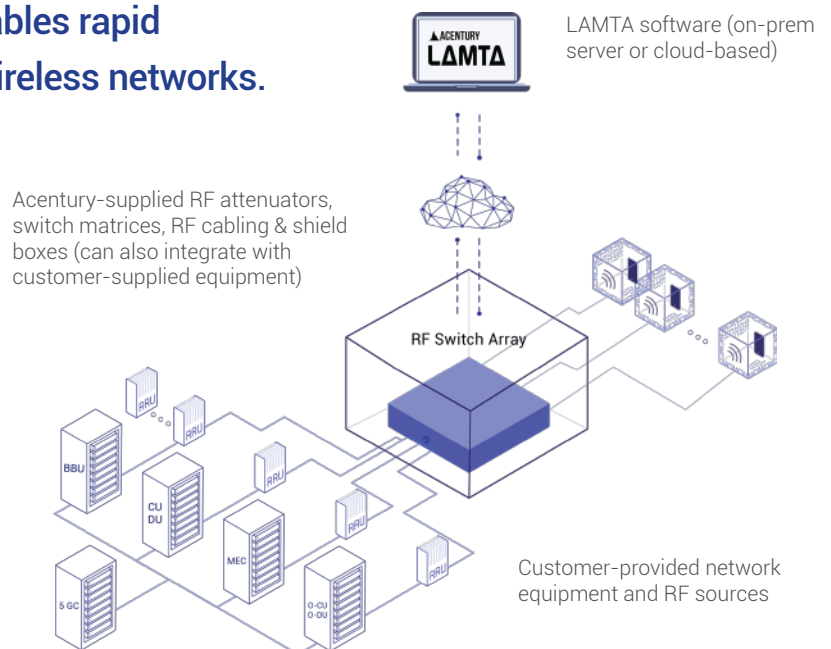 ables rapid
ireless networks.
ACENTURY
LAMTA
LAMTA software (on-prem
server or cloud-based)
Acentury-supplied RF attenuators,
switch matrices, RF cabling & shield
boxes (can also integrate with
customer-supplied equipment)
RF Switch Array
RRU
RRU
BBU
RRU
CU
DU
RRU
MEC
RRU
5 GC
O-CU
O-DU
Customer-provided network
equipment and RF sources